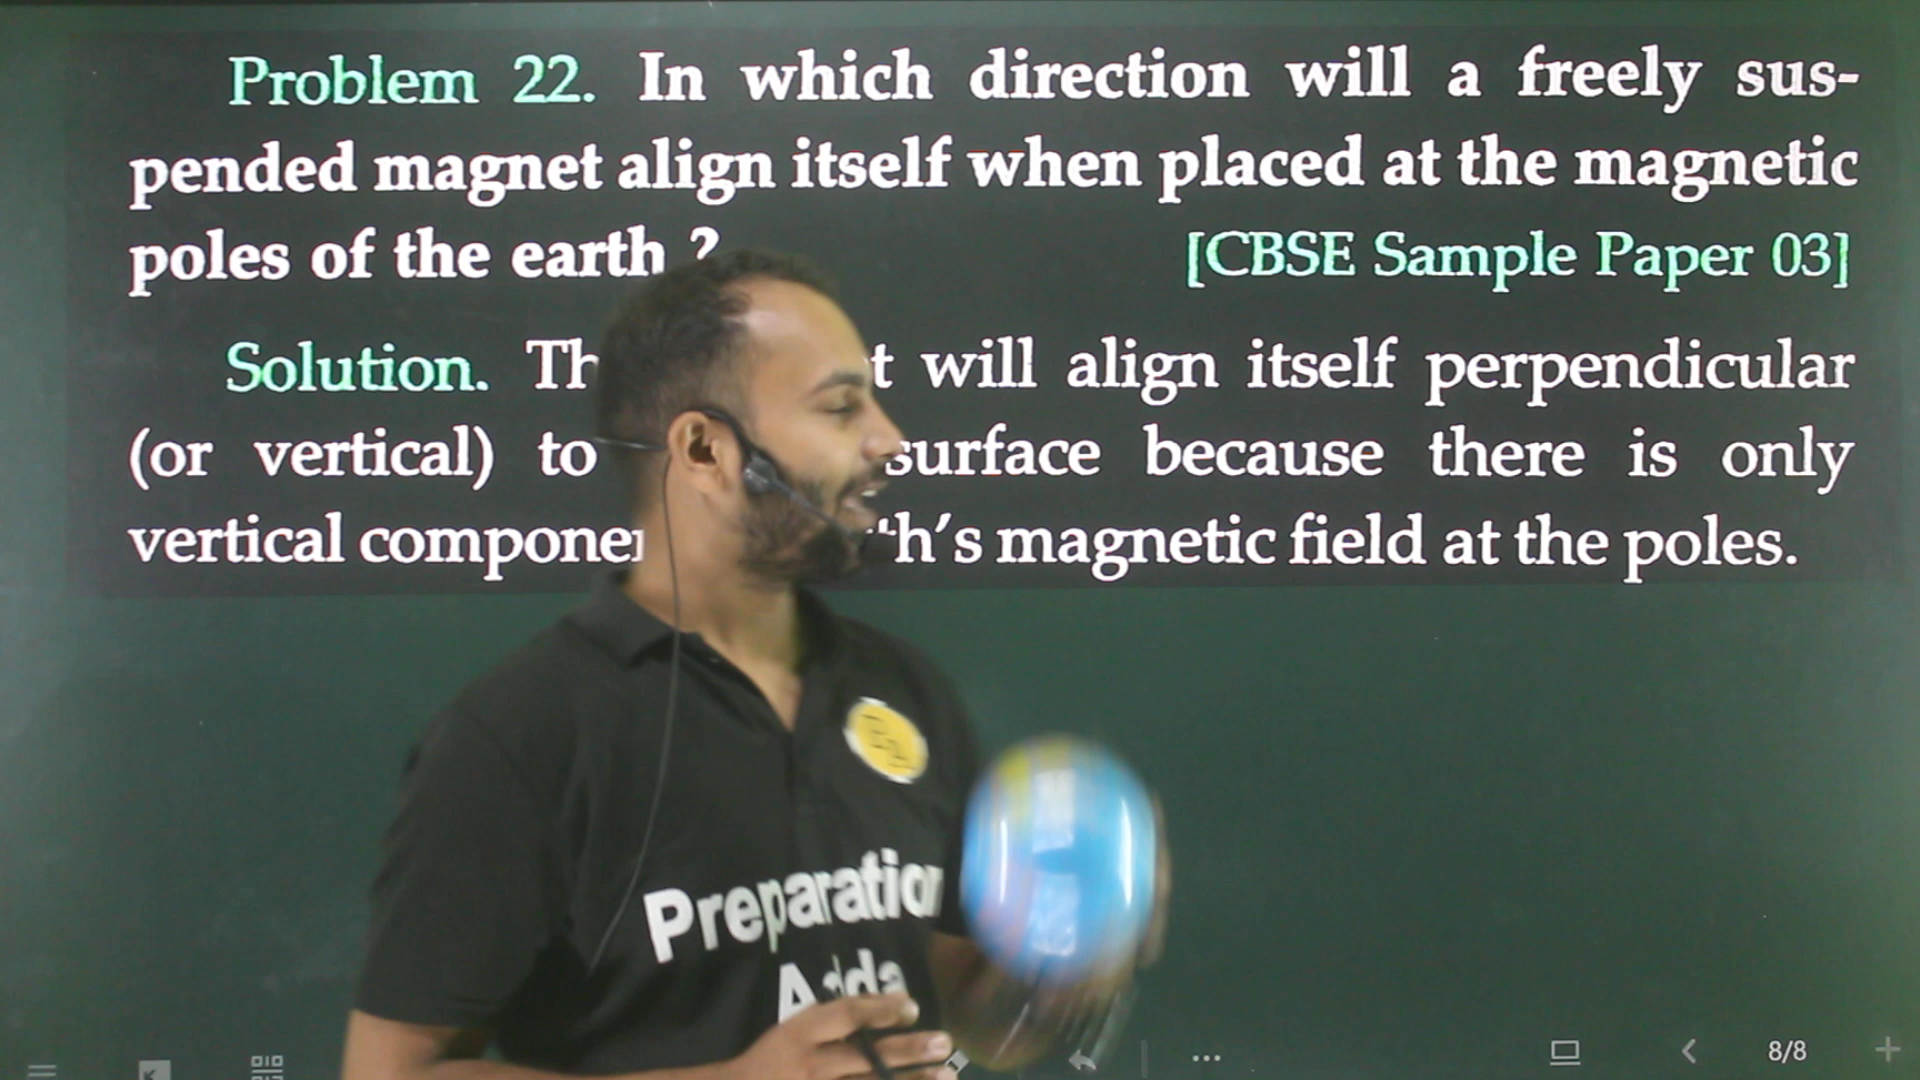 Problem 22. In which direction will a freely sus-
pended magnet align itself when placed at the magnetic
poles of the earth ?
[CBSE Sample Paper 03]
Solution. Th t will align itself perpendicular
(or vertical) to surface because there is only
vertical componen h's magnetic field at the poles.
Preparation
Adda
8/8